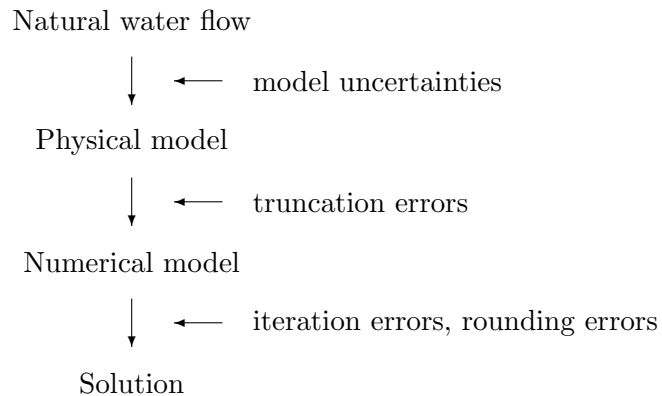 Natural water flow
model uncertainties
Physical model
truncation errors
Numerical model
iteration errors, rounding errors
Solution